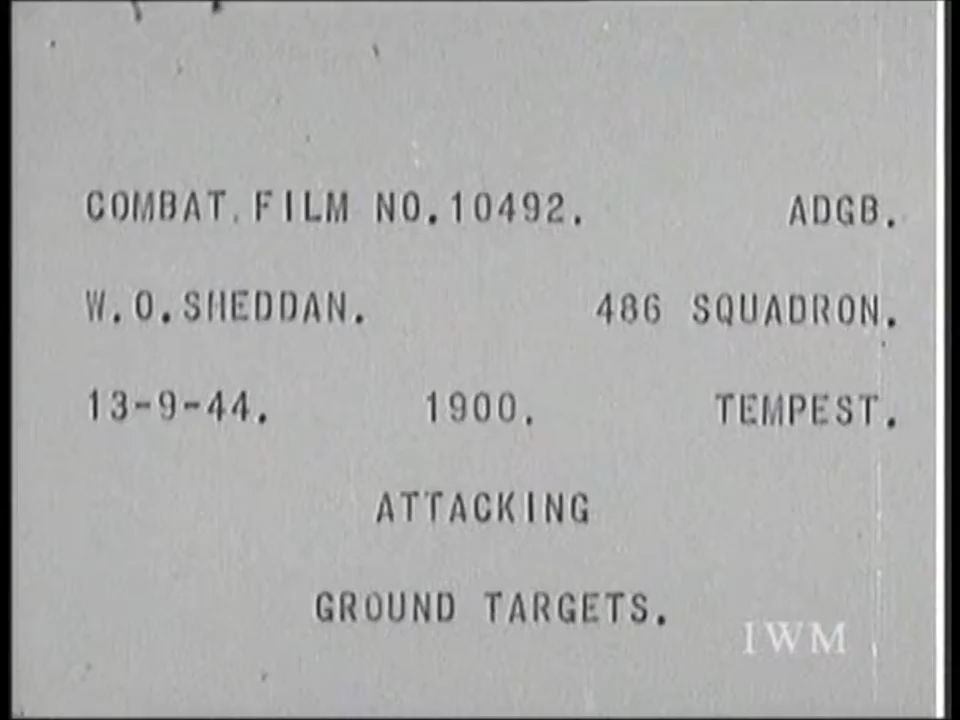 COMBAT FILM NO.10492. ADGB.
W.O.SHEDDAN. 486 SQUADRON.
13-9-44. 1900. TEMPEST.
ATTACKING
GROUND TARGETS.
IWM